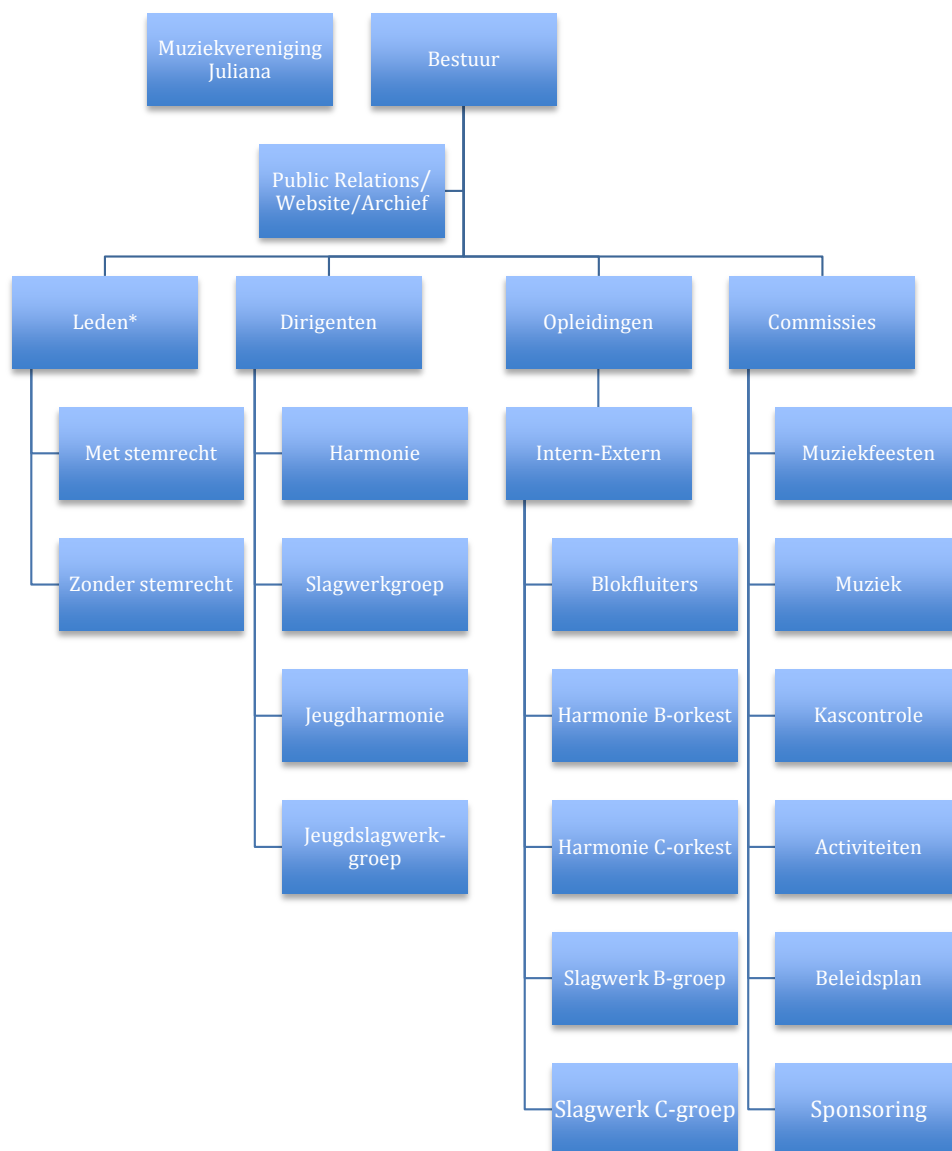 Muziekvereniging
Juliana
Bestuur
Public Relations/
Website/Archief
Leden*
Dirigenten
Opleidingen
Commissies
Met stemrecht
Harmonie
Intern-Extern
Muziekfeesten
Zonder stemrecht
Slagwerkgroep
Blokfluiters
Muziek
Jeugdharmonie
Harmonie B-orkest
Kascontrole
Jeugdslagwerk-
groep
Harmonie C-orkest
Activiteiten
Slagwerk B-groep
Beleidsplan
Slagwerk C-groep
Sponsoring